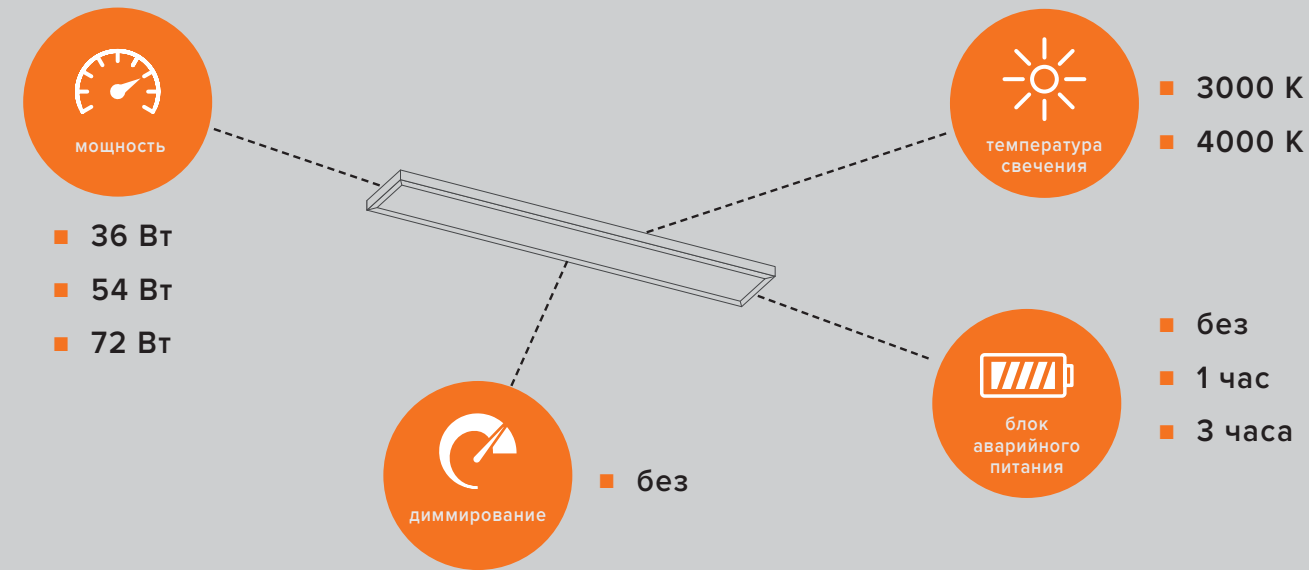 мощность
36 Вт
54 Вт
72 Вт
температура
свечения
3000 К
4000 К
диммирование
без
блок
аварийного
питания
без
1 час
3 часа